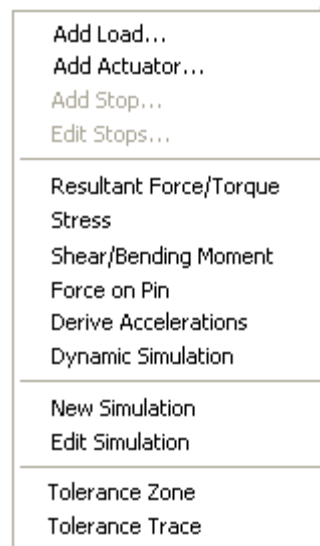 Add Load...
Add Actuator...
Add Stop...
Edit Stops...
Resultant Force/Torque
Stress
Shear/Bending Moment
Force on Pin
Derive Accelerations
Dynamic Simulation
New Simulation
Edit Simulation
Tolerance Zone
Tolerance Trace